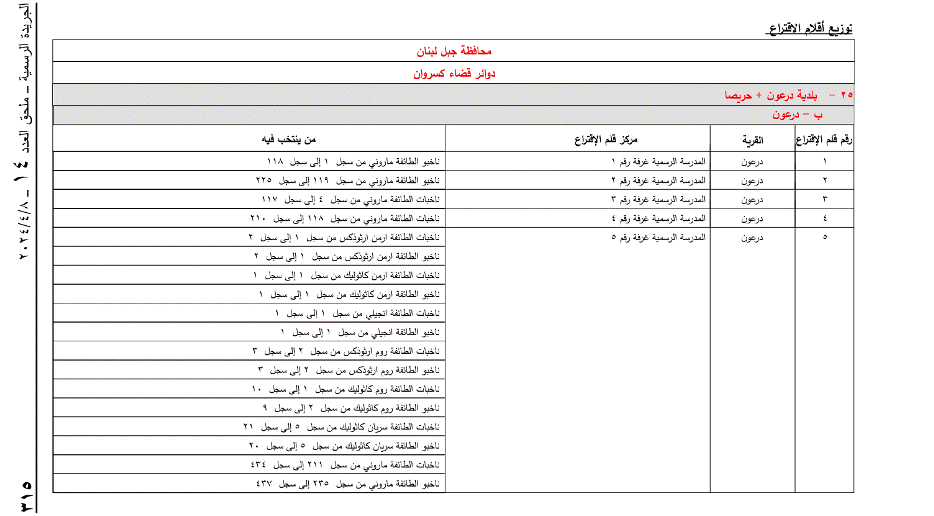 الجريدة الرسمية – ملحق العدد ١٤ – ٢٠٢٤/٤/٨
توزيع أقلام الاقتراع
محافظة جبل لبنان
دوائر قضاء كسروان
٢٥ - بلدية درعون + حريصا
ب - درعون
رقم قلم الإقتراع القرية مركز قلم الإقتراع من ينتخب فيه
١ درعون المدرسة الرسمية غرفة رقم ١ ناخبو الطائفة ماروني من سجل ١ إلى سجل ١١٨
٢ درعون المدرسة الرسمية غرفة رقم ٢ ناخبو الطائفة ماروني من سجل ١١٩ إلى سجل ٢٢٥
٣ درعون المدرسة الرسمية غرفة رقم ٣ ناخبات الطائفة ماروني من سجل ٤ إلى سجل ١١٧
٤ درعون المدرسة الرسمية غرفة رقم ٤ ناخبات الطائفة ماروني من سجل ١١٨ إلى سجل ٢١٠
٥ درعون المدرسة الرسمية غرفة رقم ٥ ناخبات الطائفة ارمن ارثوذكس من سجل ١ إلى سجل ٢
ناخبو الطائفة ارمن ارثوذكس من سجل ١ إلى سجل ٢
ناخبات الطائفة ارمن كاثوليك من سجل ١ إلى سجل ١
ناخبو الطائفة ارمن كاثوليك من سجل ١ إلى سجل ١
ناخبات الطائفة انجيلي من سجل ١ إلى سجل ١
ناخبو الطائفة انجيلي من سجل ١ إلى سجل ١
ناخبات الطائفة روم ارثوذكس من سجل ٢ إلى سجل ٣
ناخبو الطائفة روم ارثوذكس من سجل ٢ إلى سجل ٣
ناخبات الطائفة روم كاثوليك من سجل ١ إلى سجل ١٠
ناخبو الطائفة روم كاثوليك من سجل ٢ إلى سجل ٩
ناخبات الطائفة سريان كاثوليك من سجل ٥ إلى سجل ٢١
ناخبو الطائفة سريان كاثوليك من سجل ٥ إلى سجل ٢٠
ناخبات الطائفة ماروني من سجل ٢١١ إلى سجل ٤٣٤
ناخبو الطائفة ماروني من سجل ٢٣٥ إلى سجل ٤٣٧
٣١٥